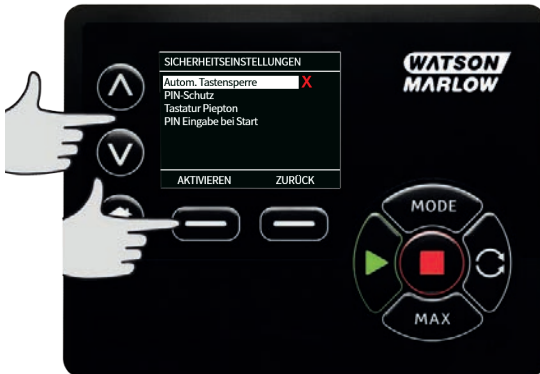 SICHERHEITSEINSTELLUNGEN
Autom. Tastensperre X
PIN-Schutz
Tastatur Piepton
PIN Eingabe bei Start
AKTIVIEREN ZURÜCK
WATSON
MARLOW
MODE
MAX